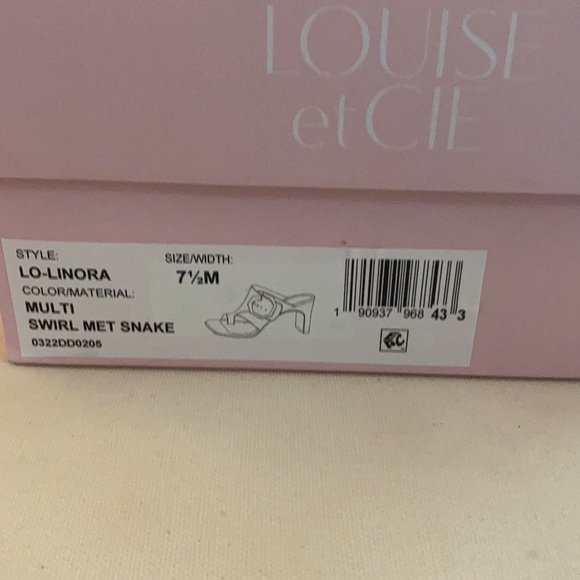 LOUISE
et CIE
STYLE:
LO-LINORA
SIZE/WIDTH:
7½M
COLOR/MATERIAL:
MULTI
SWIRL MET SNAKE
0322DD0205
1 90937 968 43 3